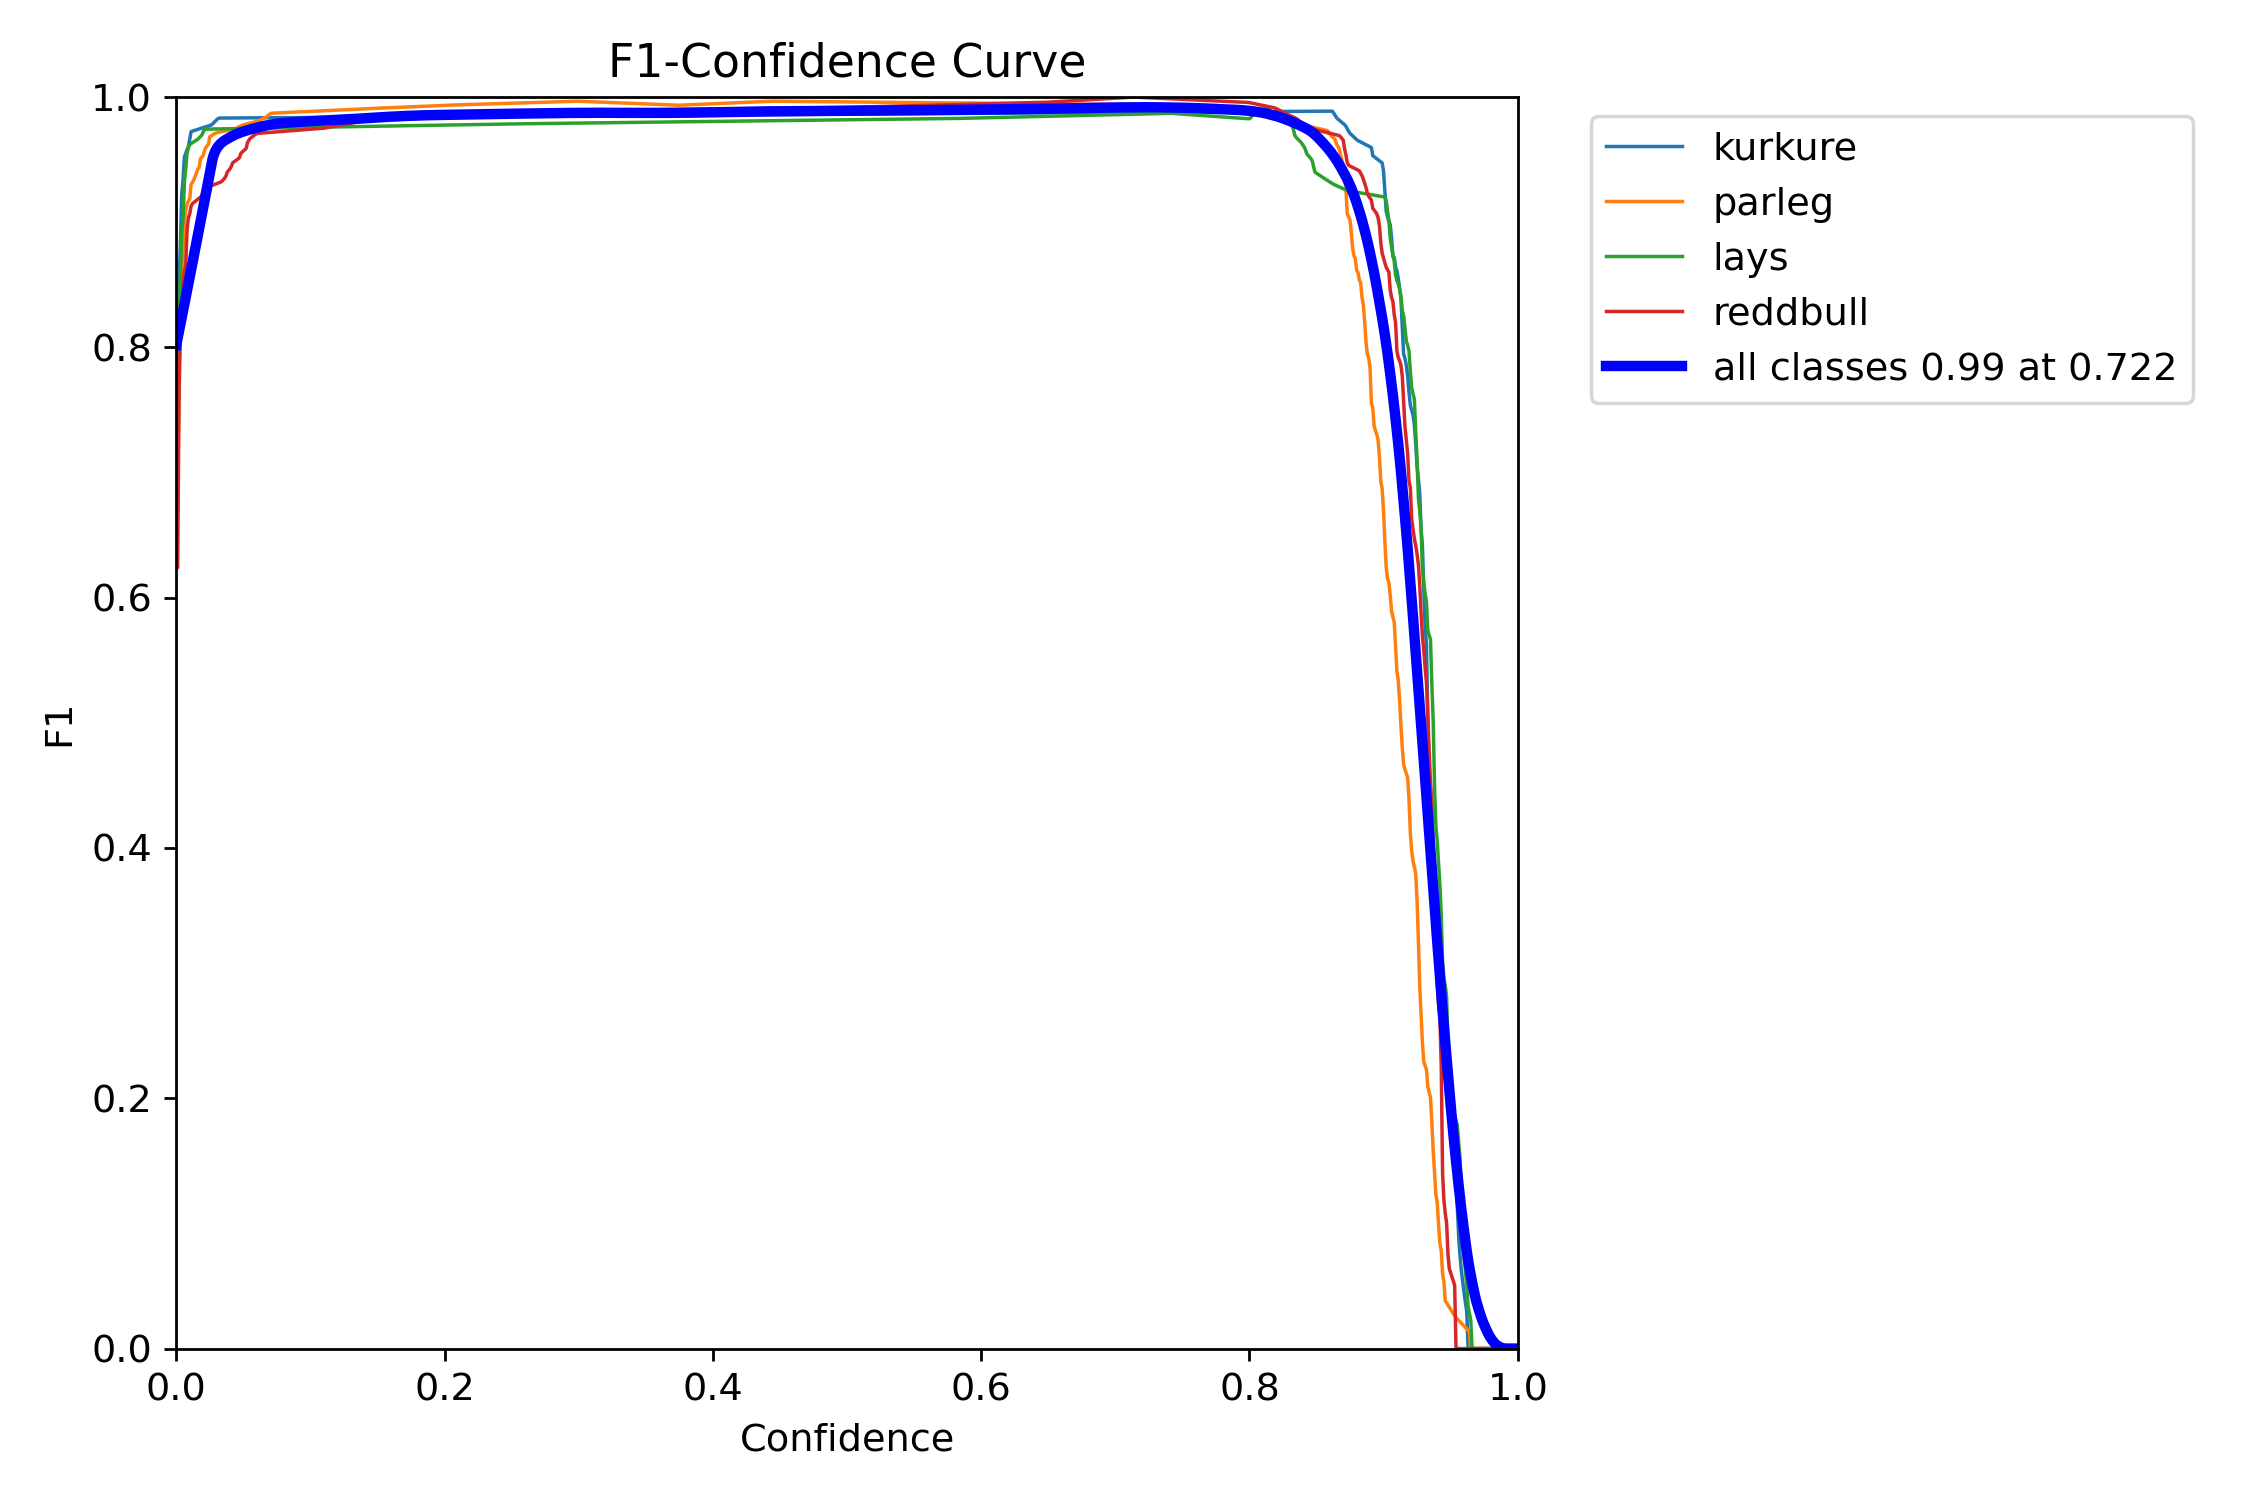 F1-Confidence Curve
1.0
0.8
0.6
0.4
0.2
0.0
F1
0.0 0.2 0.4 0.6 0.8 1.0
Confidence
kurkure
parleg
lays
reddbull
all classes 0.99 at 0.722